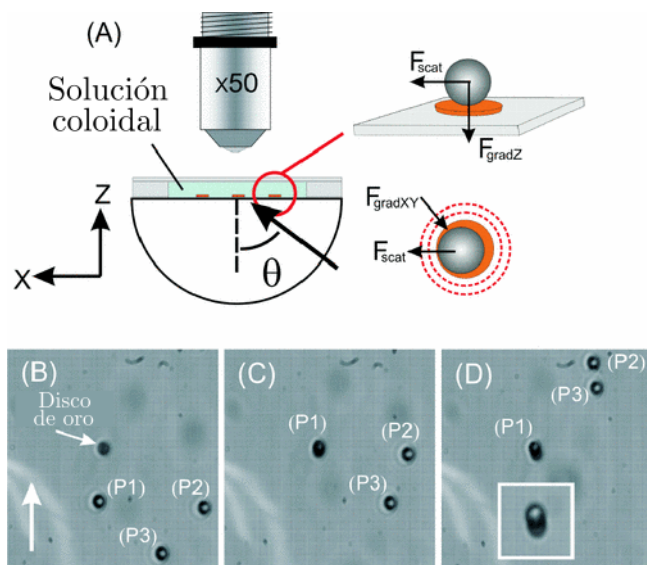 (A)
x50
Solución
coloidal
Z
X
θ
Fscat
FgradZ
FgradXY
Fscat
(B)
Disco
de oro
(P1)
(P2)
(P3)
(C)
(P1)
(P2)
(P3)
(D)
(P2)
(P3)
(P1)